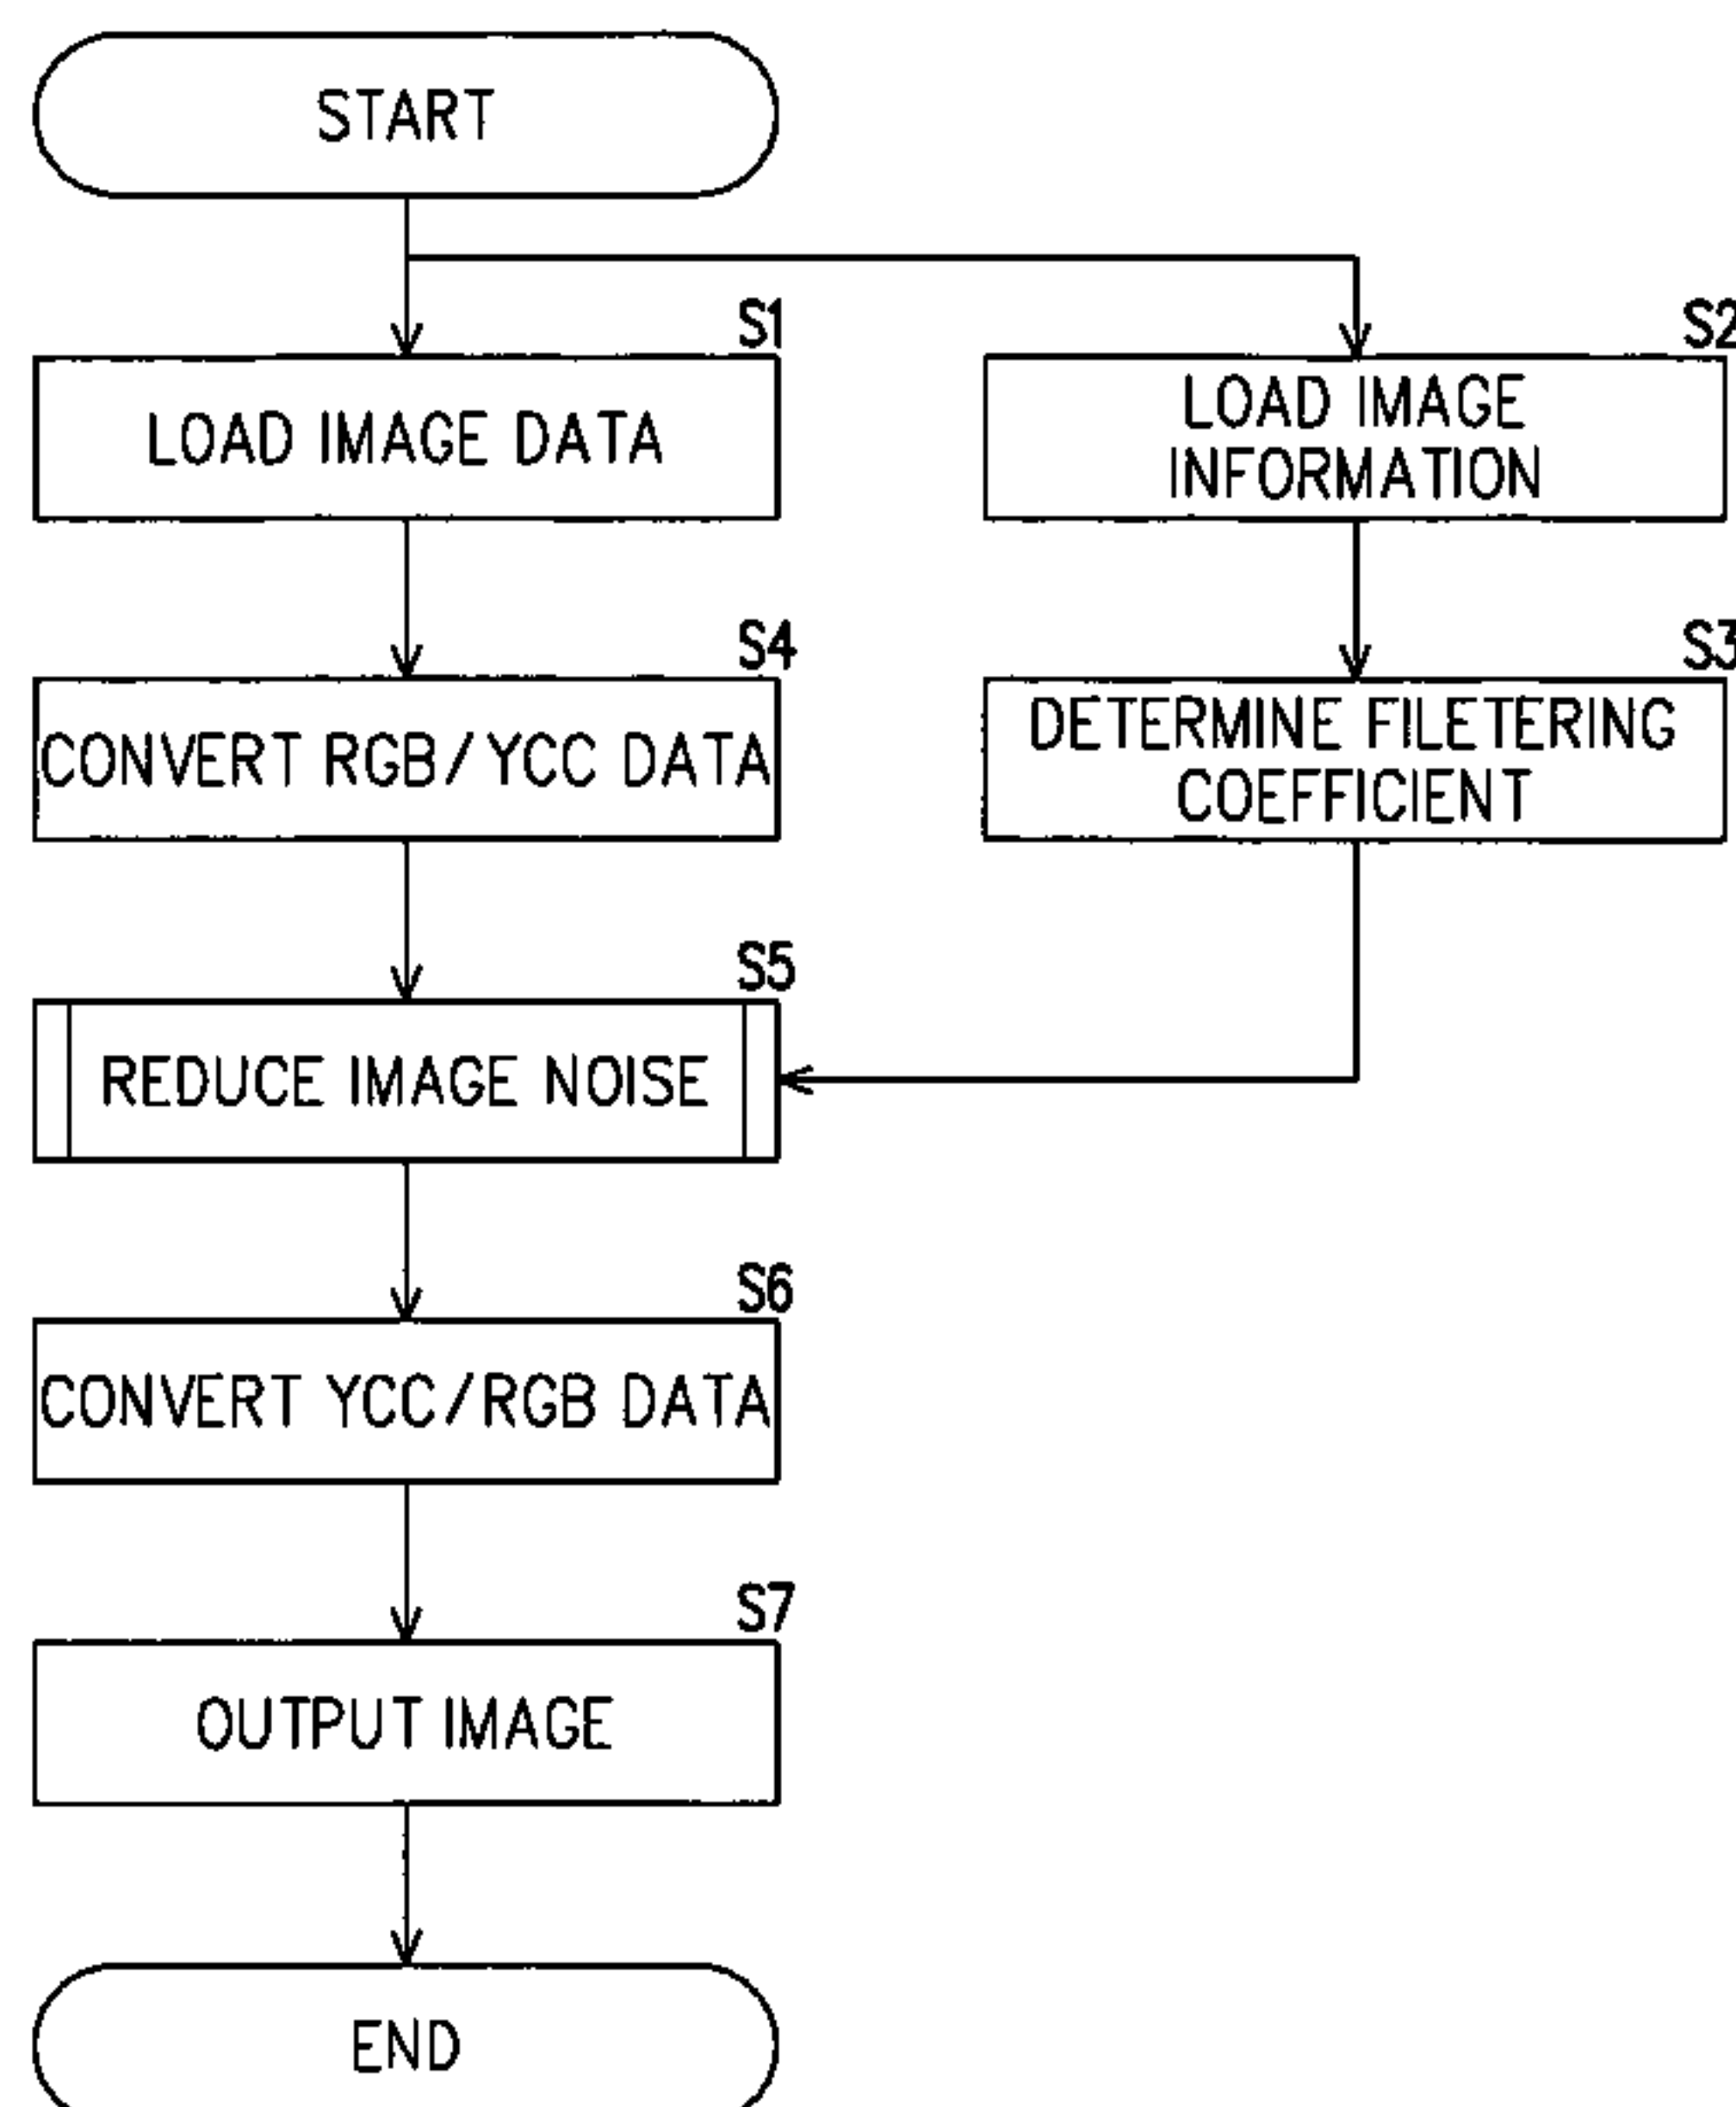 START
S1
LOAD IMAGE DATA
S2
LOAD IMAGE
INFORMATION
S4
CONVERT RGB/YCC DATA
S3
DETERMINE FILETERING
COEFFICIENT
S5
REDUCE IMAGE NOISE
S6
CONVERT YCC/RGB DATA
S7
OUTPUT IMAGE
END